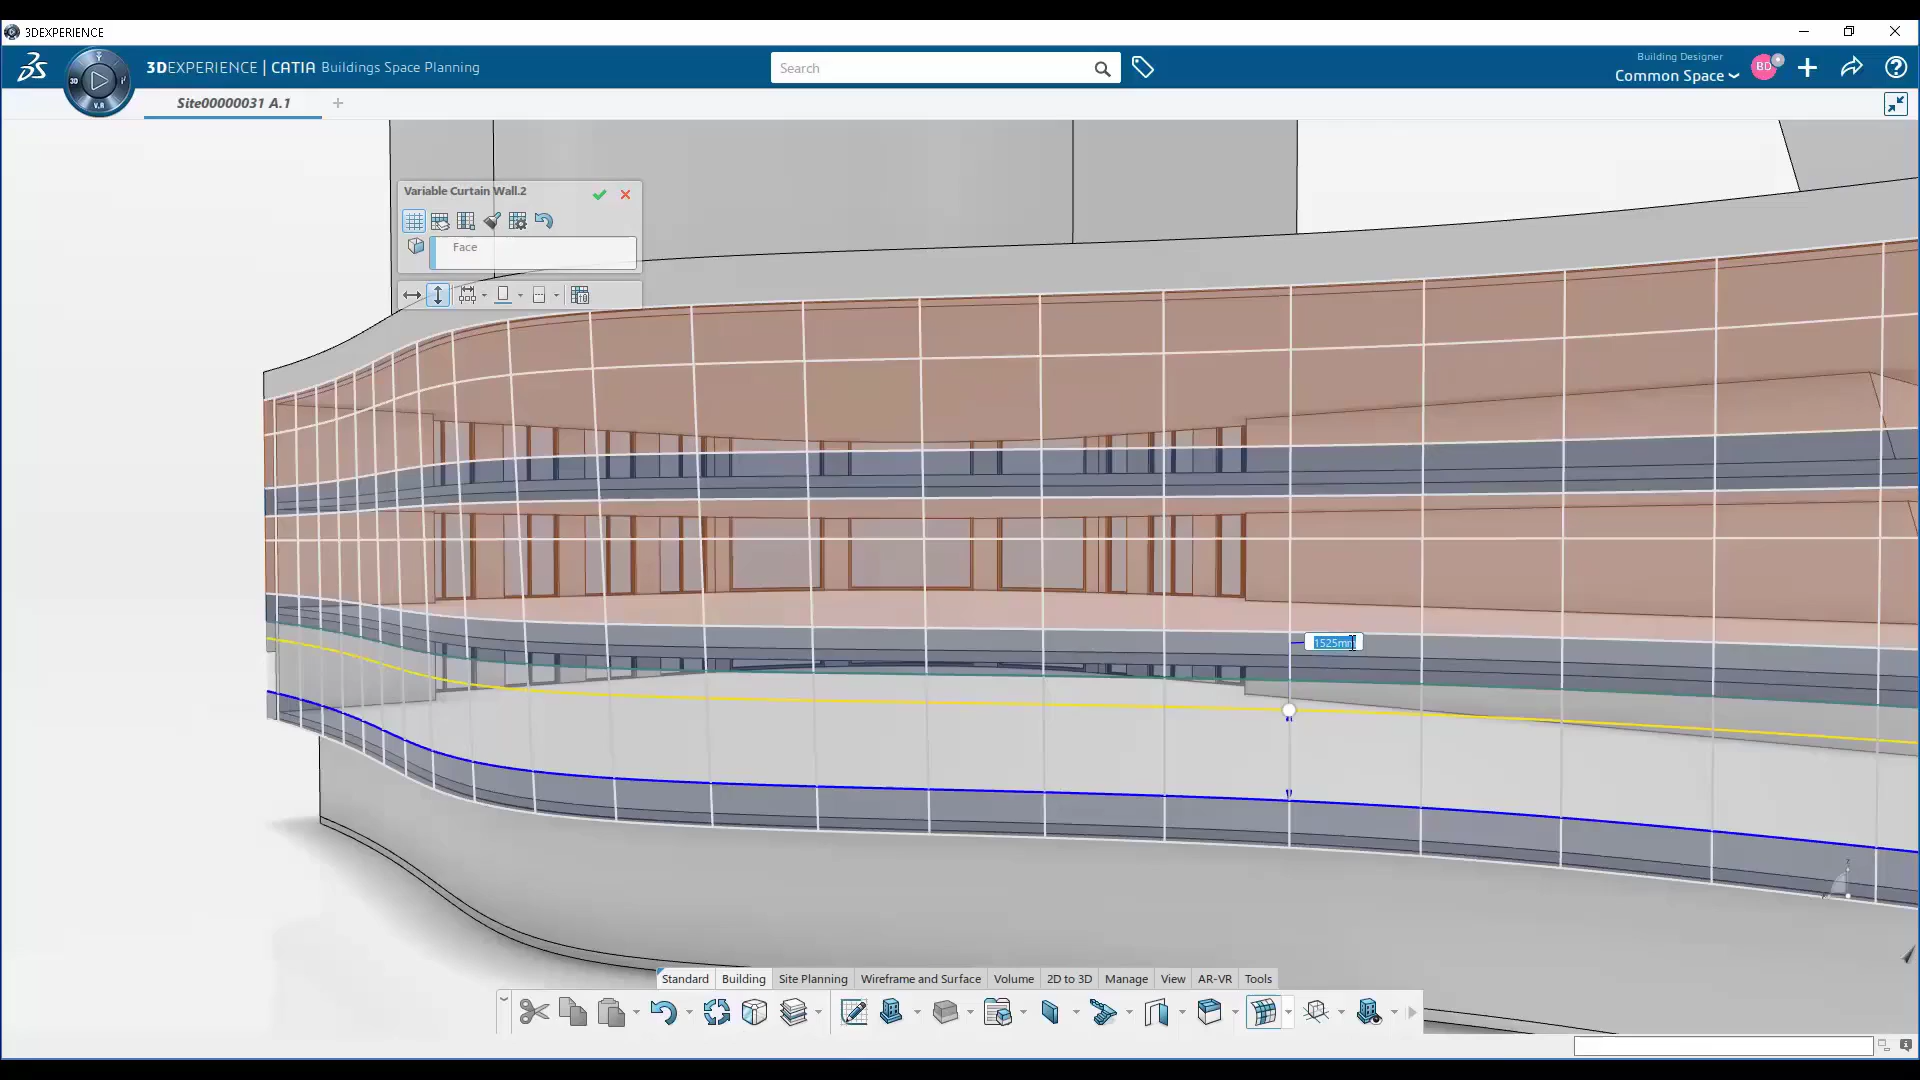 3DEXPERIENCE
3DEXPERIENCE | CATIA Buildings Space Planning
Search
Building Designer
Common Space
BD
3D
V.R
Site00000031 A.1
Variable Curtain Wall.2
Face
1525mm
Standard
Building
Site Planning
Wireframe and Surface
Volume
2D to 3D
Manage
View
AR-VR
Tools